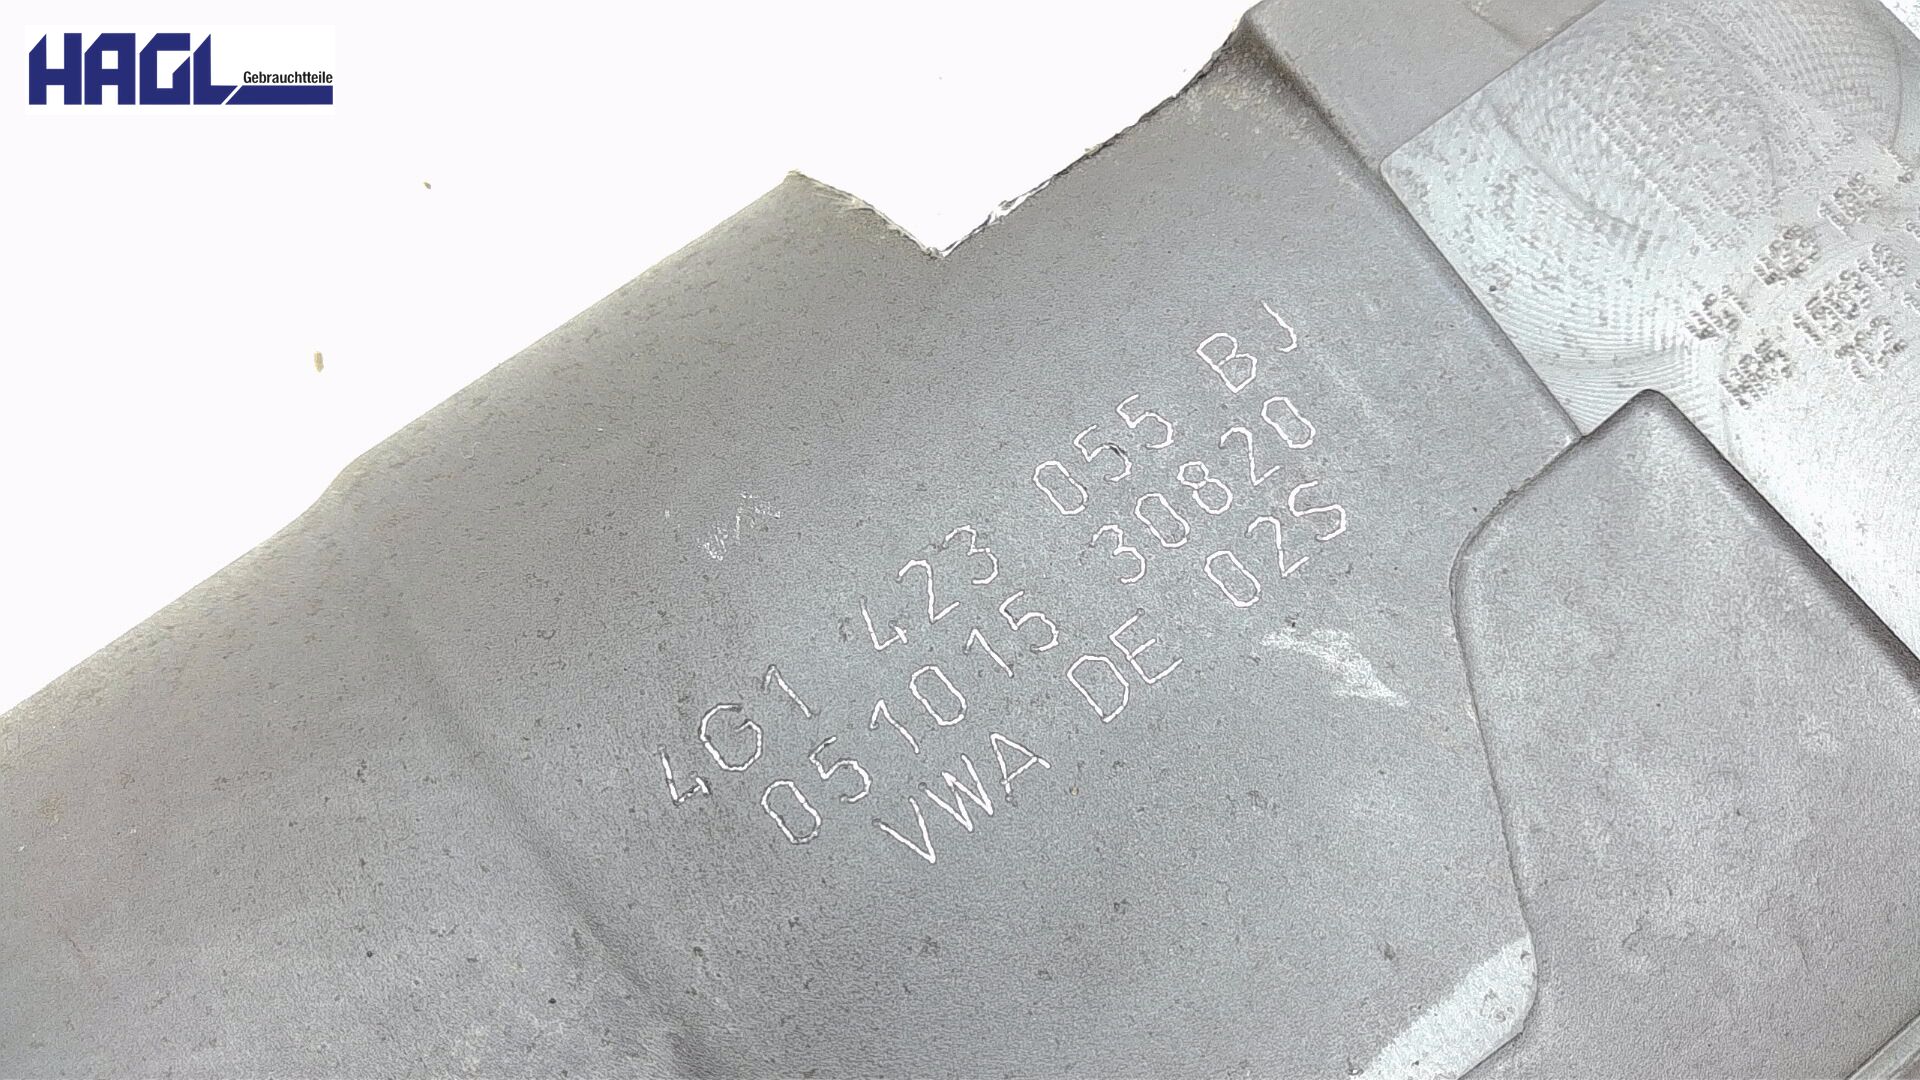 HAGL
Gebrauchtteile
4G1 423 055 BJ
051015 30820
VWA DE 02S